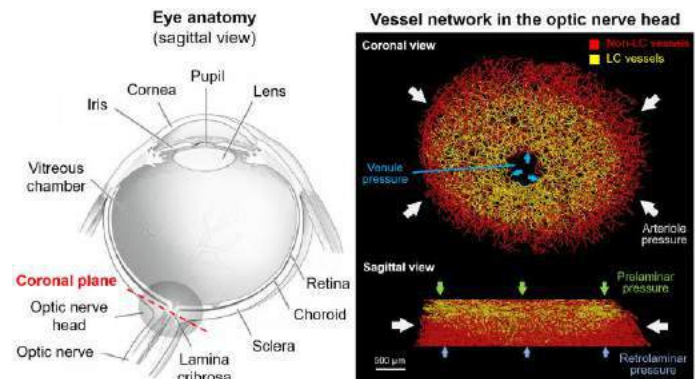 Eye anatomy
(sagittal view)
Pupil
Cornea
Lens
Iris
Vitreous
chamber
Coronal plane
Optic nerve
head
Optic nerve
Lamina
cribrosa
Sclera
Choroid
Retina
Vessel network in the optic nerve head
Coronal view
Non-LC vessels
LC vessels
Venule
pressure
Arteriole
pressure
Sagittal view
Prelaminar
pressure
500 μm
Retrolaminar
pressure